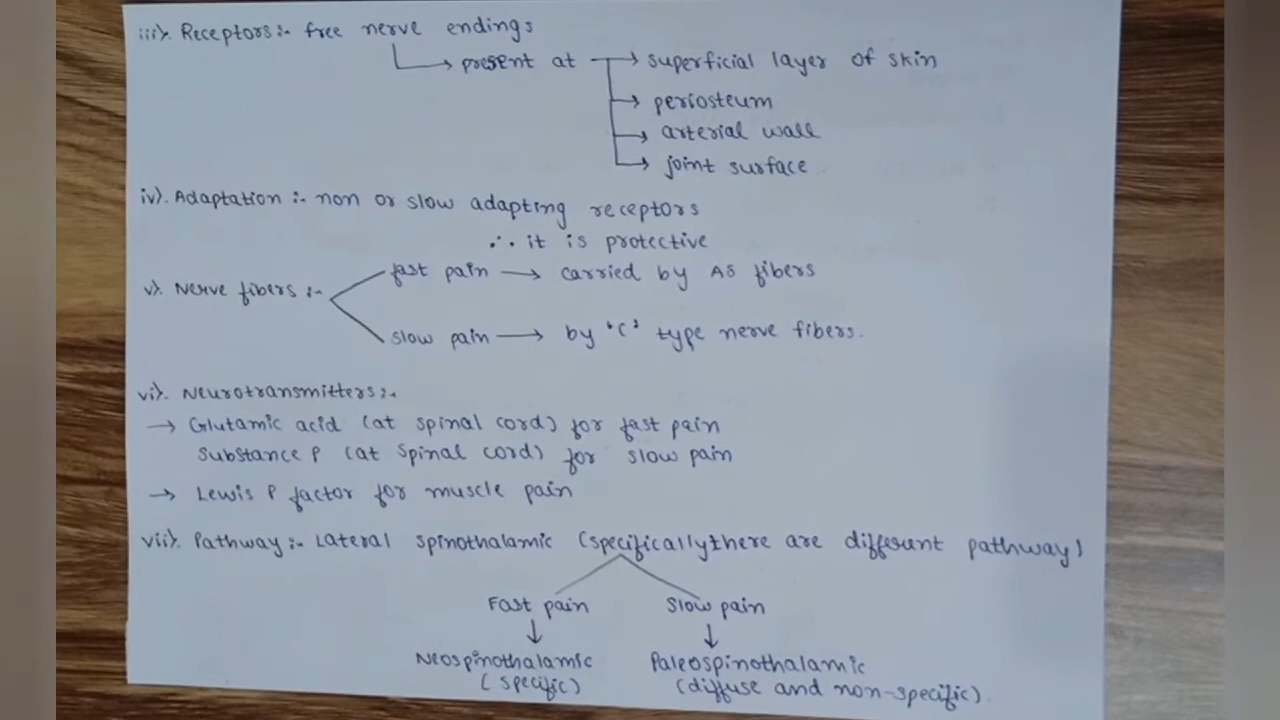 iii). Receptors:- free nerve endings
present at → superficial layer of skin
→ periosteum
→ arterial wall
→ joint surface
iv). Adaptation :- non or slow adapting receptors
∴ it is protective
v). Nerve fibers :-
fast pain → carried by Aδ fibers
slow pain → by 'C' type nerve fibers.
vi). Neurotransmitters:-
→ Glutamic acid (at spinal cord) for fast pain
Substance P (at spinal cord) for slow pain
→ Lewis P factor for muscle pain
vii). Pathway:- Lateral spinothalamic (specifically there are different pathway)
Fast pain Slow pain
↓ ↓
Neospinothalamic Paleospinothalamic
(specific) (diffuse and non-specific).